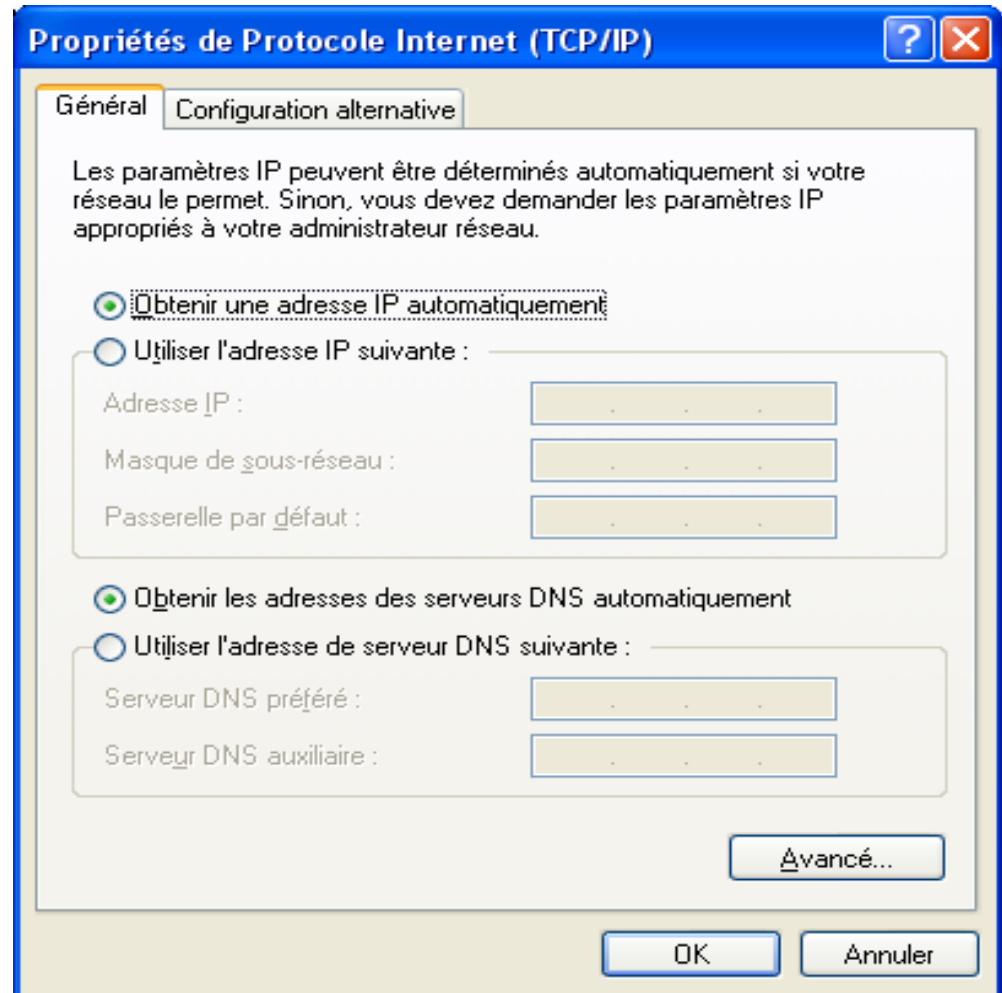 Propriétés de Protocole Internet (TCP/IP)
Général
Configuration alternative
Les paramètres IP peuvent être déterminés automatiquement si votre
réseau le permet. Sinon, vous devez demander les paramètres IP
appropriés à votre administrateur réseau.
Obtenir une adresse IP automatiquement
Utiliser l'adresse IP suivante :
Adresse IP :
Masque de sous-réseau :
Passerelle par défaut :
Obtenir les adresses des serveurs DNS automatiquement
Utiliser l'adresse de serveur DNS suivante :
Serveur DNS préféré :
Serveur DNS auxiliaire :
Avancé...
OK
Annuler